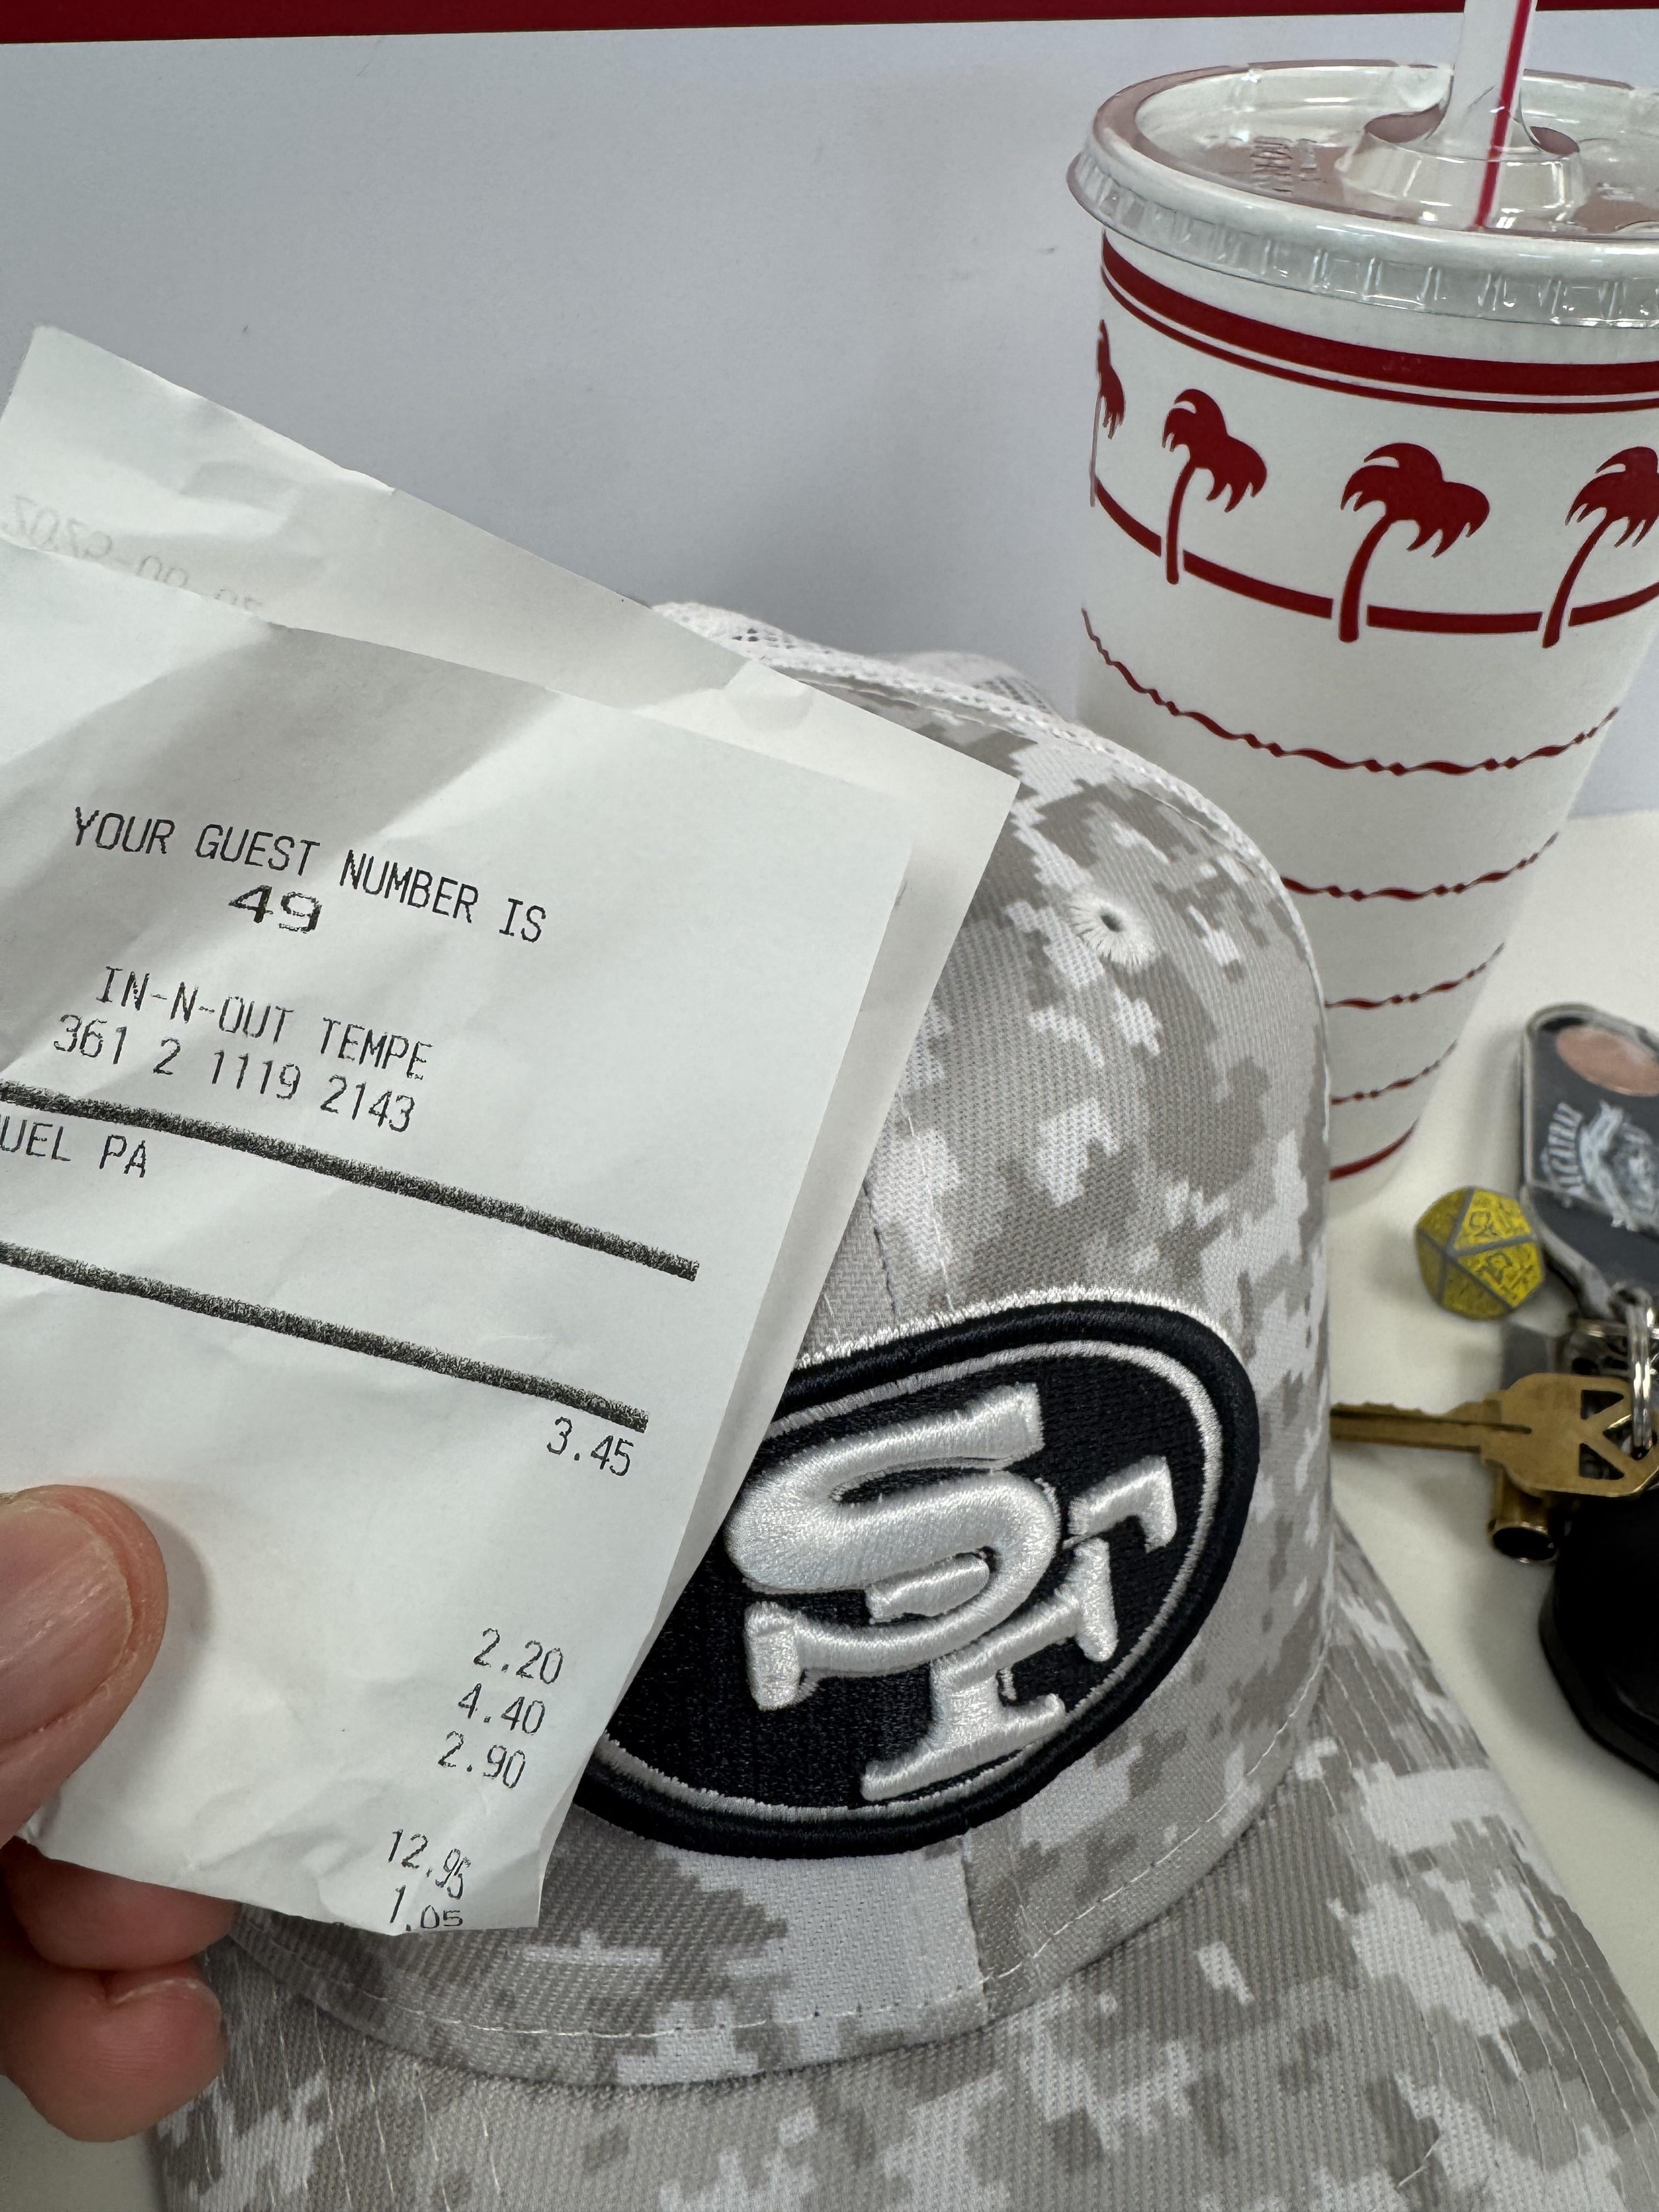 YOUR GUEST NUMBER IS
49
IN-N-OUT TEMPE
361 2 1119 2143
UEL PA
3.45
2.20
4.40
2.90
12.95
1.05
SF